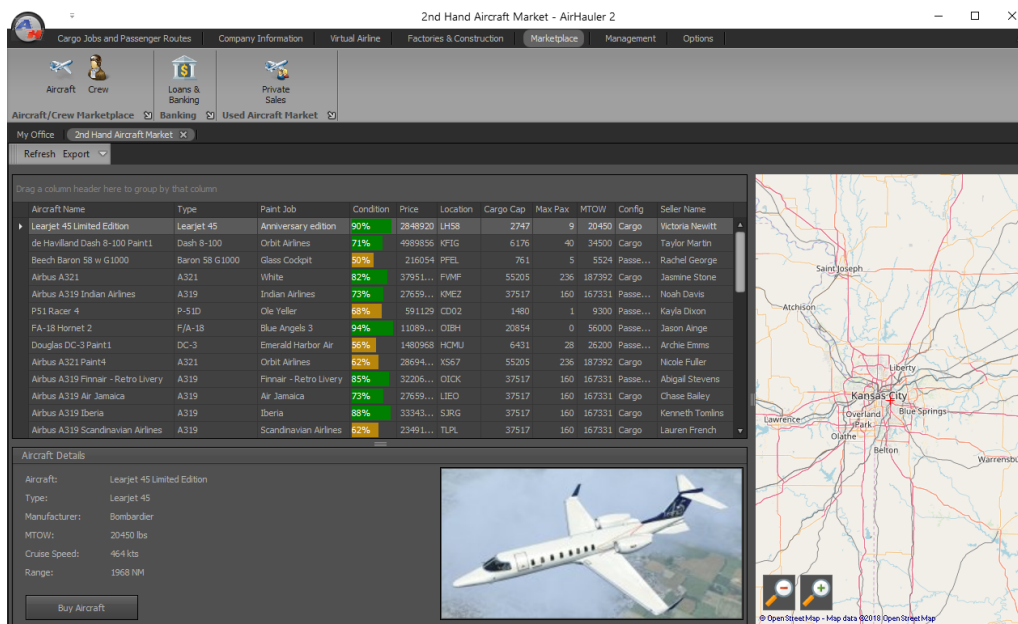 2nd Hand Aircraft Market - AirHauler 2
Cargo Jobs and Passenger Routes Company Information Virtual Airline Factories & Construction Marketplace Management Options
Aircraft Crew Loans & Banking Private Sales
Aircraft/Crew Marketplace Banking Used Aircraft Market
My Office 2nd Hand Aircraft Market
Refresh Export
Drag a column header here to group by that column
Aircraft Name Type Paint Job Condition Price Location Cargo Cap Max Pax MTOW Config Seller Name
Learjet 45 Limited Edition Learjet 45 Anniversary edition 90% 2848920 LH58 2747 9 20450 Cargo Victoria Newitt
de Havilland Dash 8-100 Paint1 Dash 8-100 Orbit Airlines 71% 4989856 KFIG 6176 40 34500 Cargo Taylor Martin
Beech Baron 58 w G1000 Baron 58 G1000 Glass Cockpit 50% 216054 PFEL 761 5 5524 Passe... Rachel George
Airbus A321 A321 White 82% 37951... FVMF 55205 236 187392 Cargo Jasmine Stone
Airbus A319 Indian Airlines A319 Indian Airlines 73% 27659... KMEZ 37517 160 167331 Passe... Noah Davis
P51 Racer 4 P-51D Ole Yeller 68% 591129 CD02 1480 1 9300 Passe... Kayla Dixon
FA-18 Hornet 2 F/A-18 Blue Angels 3 94% 11089... OIBH 20854 0 56000 Passe... Jason Ainge
Douglas DC-3 Paint1 DC-3 Emerald Harbor Air 56% 1480968 HCMU 6431 28 26200 Passe... Archie Emms
Airbus A321 Paint4 A321 Orbit Airlines 62% 28694... XS67 55205 236 187392 Cargo Nicole Fuller
Airbus A319 Finnair - Retro Livery A319 Finnair - Retro Livery 85% 32206... OICK 37517 160 167331 Passe... Abigail Stevens
Airbus A319 Air Jamaica A319 Air Jamaica 73% 27659... LIEO 37517 160 167331 Cargo Chase Bailey
Airbus A319 Iberia A319 Iberia 88% 33343... SJRG 37517 160 167331 Cargo Kenneth Tomlins
Airbus A319 Scandinavian Airlines A319 Scandinavian Airlines 62% 23491... TLPL 37517 160 167331 Cargo Lauren French
Aircraft Details
Aircraft: Learjet 45 Limited Edition
Type: Learjet 45
Manufacturer: Bombardier
MTOW: 20450 lbs
Cruise Speed: 464 kts
Range: 1968 NM
Buy Aircraft
Saint Joseph
Atchison
Liberty
Kansas City
Lawrence
Overland Park
Blue Springs
Olathe
Belton
Warrensbu
© OpenStreetMap - Map data ©2018 OpenStreetMap